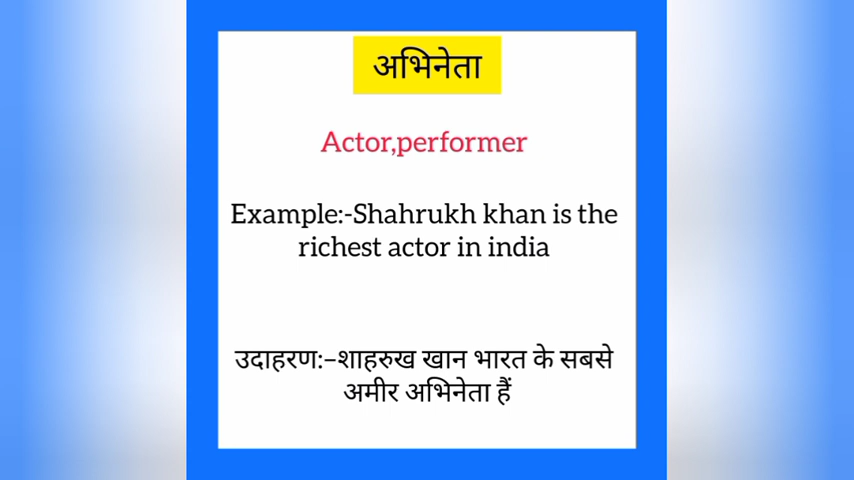 अभिनेता
Actor,performer
Example:-Shahrukh khan is the
richest actor in india
उदाहरण:–शाहरुख खान भारत के सबसे
अमीर अभिनेता हैं